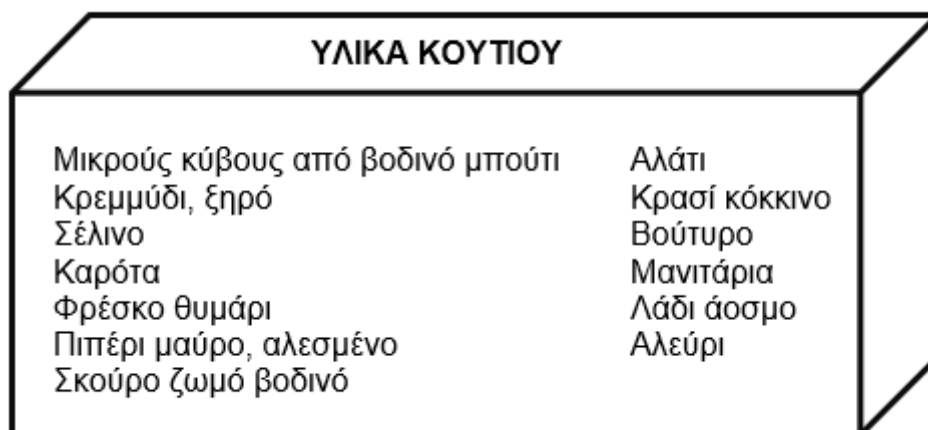 ΥΛΙΚΑ ΚΟΥΤΙΟΥ
Μικρούς κύβους από βοδινό μπούτι
Κρεμμύδι, ξηρό
Σέλινο
Καρότα
Φρέσκο θυμάρι
Πιπέρι μαύρο, αλεσμένο
Σκούρο ζωμό βοδινό
Αλάτι
Κρασί κόκκινο
Βούτυρο
Μανιτάρια
Λάδι άοσμο
Αλεύρι